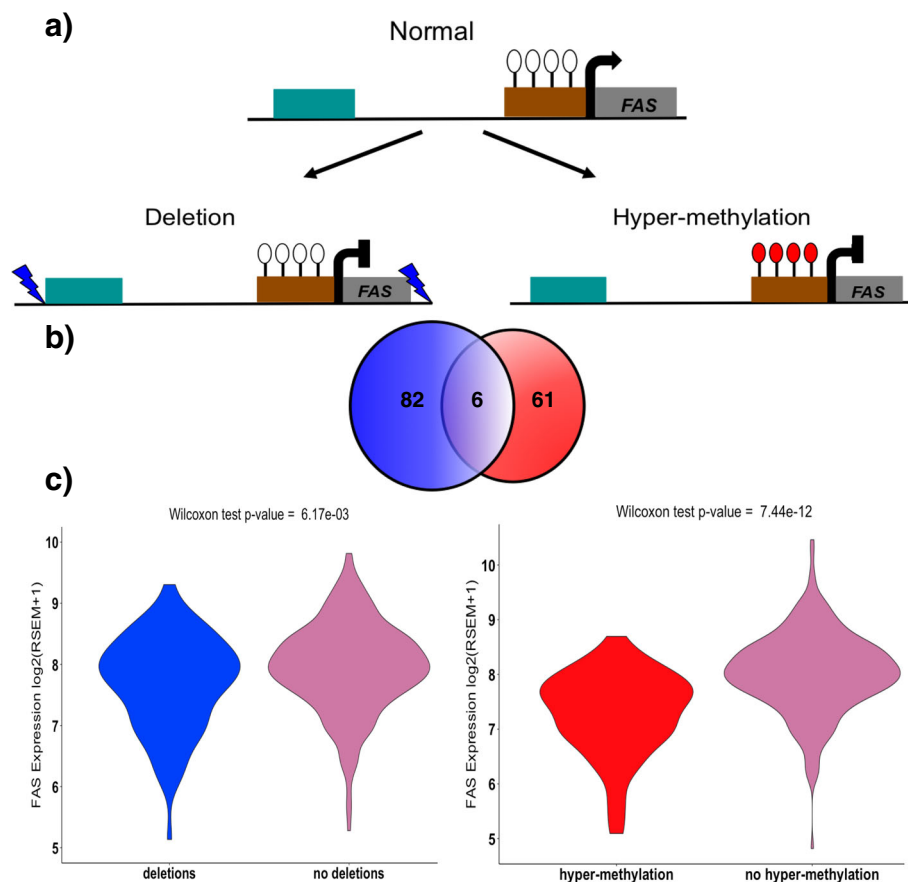 a)
Normal
FAS
Deletion
Hyper-methylation
FAS
FAS
b)
82 6 61
c)
Wilcoxon test p-value = 6.17e-03
FAS Expression log2(RSEM+1)
10
9
8
7
6
5
deletions no deletions
Wilcoxon test p-value = 7.44e-12
FAS Expression log2(RSEM+1)
10
9
8
7
6
5
hyper-methylation no hyper-methylation